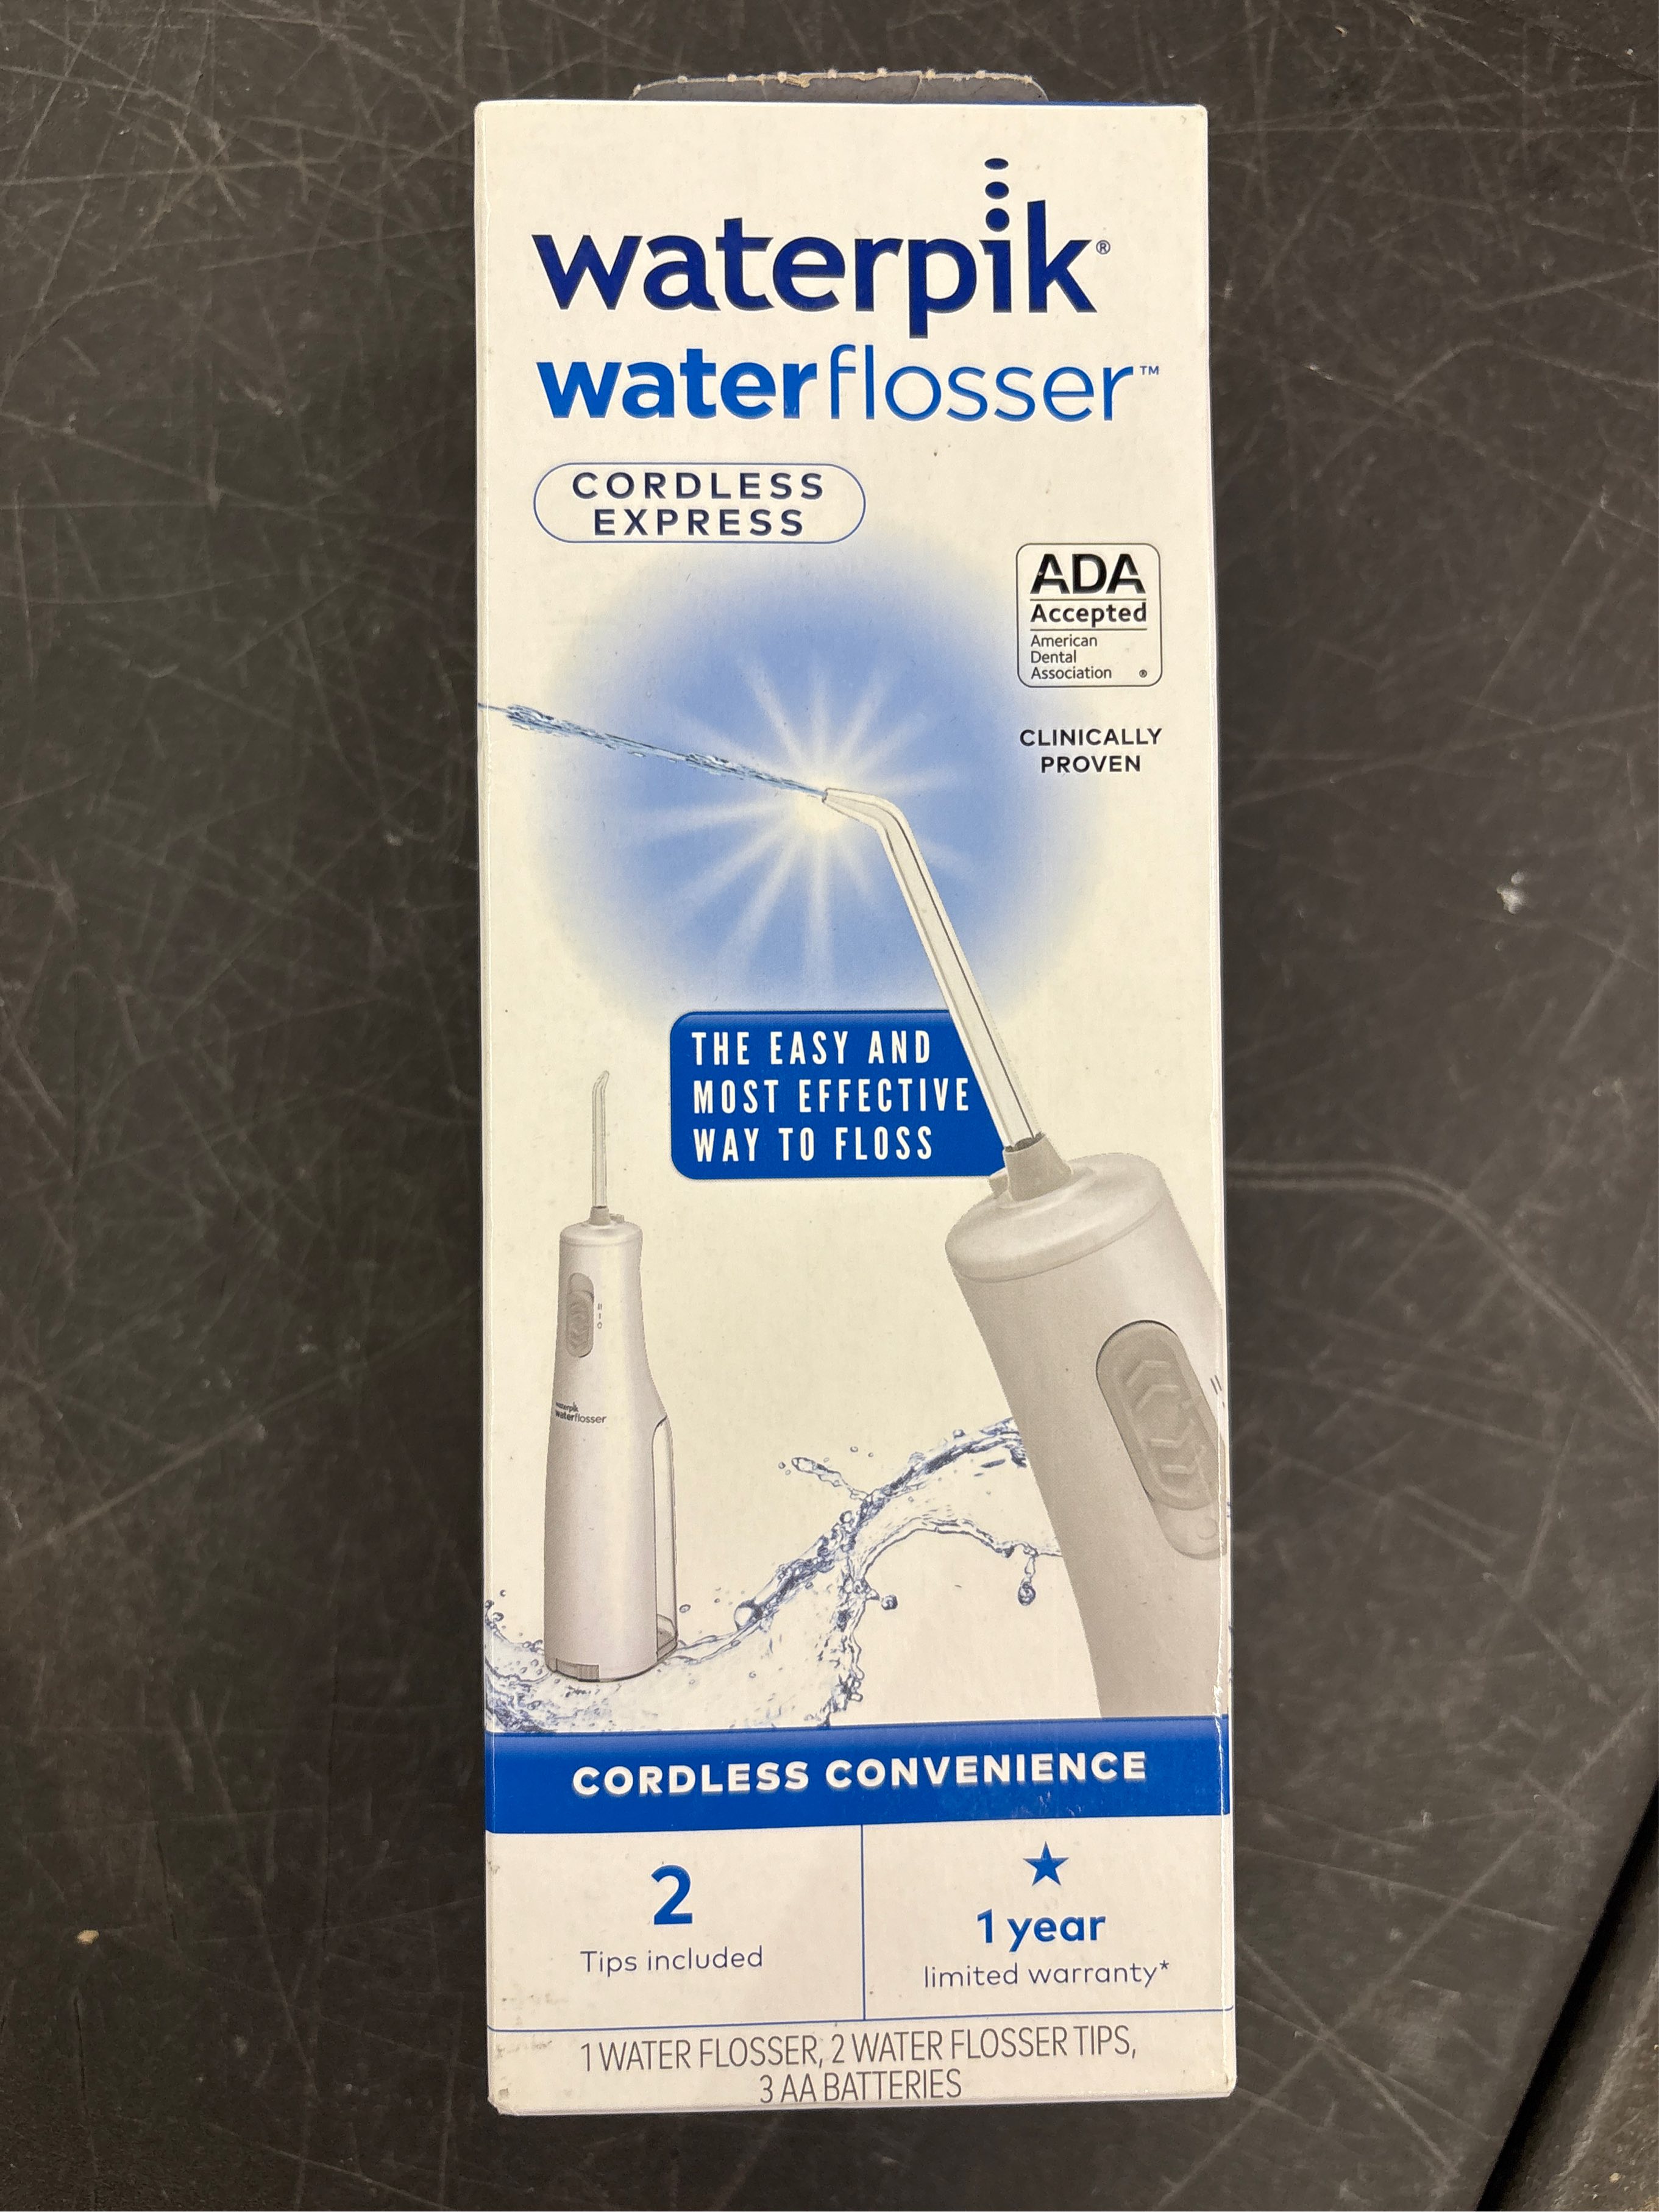 waterpik®
waterflosser™
CORDLESS
EXPRESS
ADA
Accepted
American
Dental
Association ®
CLINICALLY
PROVEN
THE EASY AND
MOST EFFECTIVE
WAY TO FLOSS
waterpik
waterflosser
CORDLESS CONVENIENCE
2
Tips included
1 year
limited warranty*
1 WATER FLOSSER, 2 WATER FLOSSER TIPS,
3 AA BATTERIES